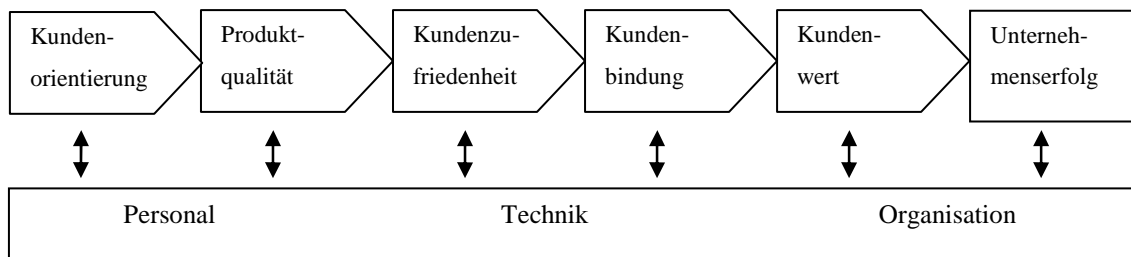 Kunden-
orientierung
Produkt-
qualität
Kundenzu-
friedenheit
Kunden-
bindung
Kunden-
wert
Unterneh-
menserfolg
Personal Technik Organisation